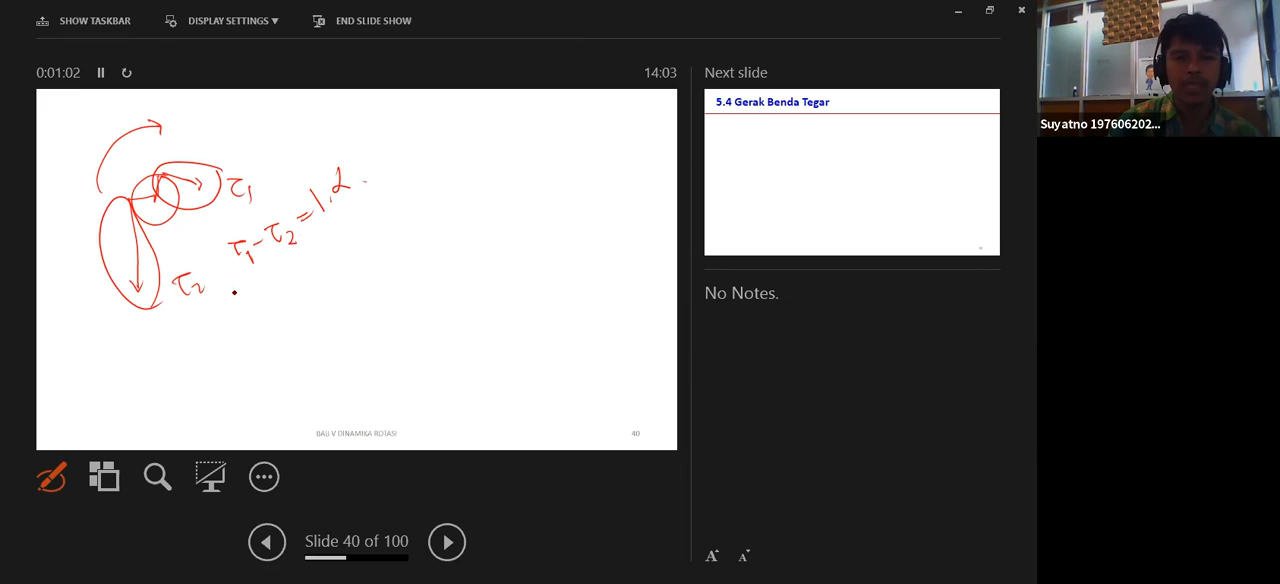 SHOW TASKBAR
DISPLAY SETTINGS ▼
END SLIDE SHOW
0:01:02
14:03
Next slide
5.4 Gerak Benda Tegar
Suyatno 197606202...
τ₁
τ₁ - τ₂ = I.α
τ₂
No Notes.
BAB V DINAMIKA ROTASI
40
Slide 40 of 100
A A